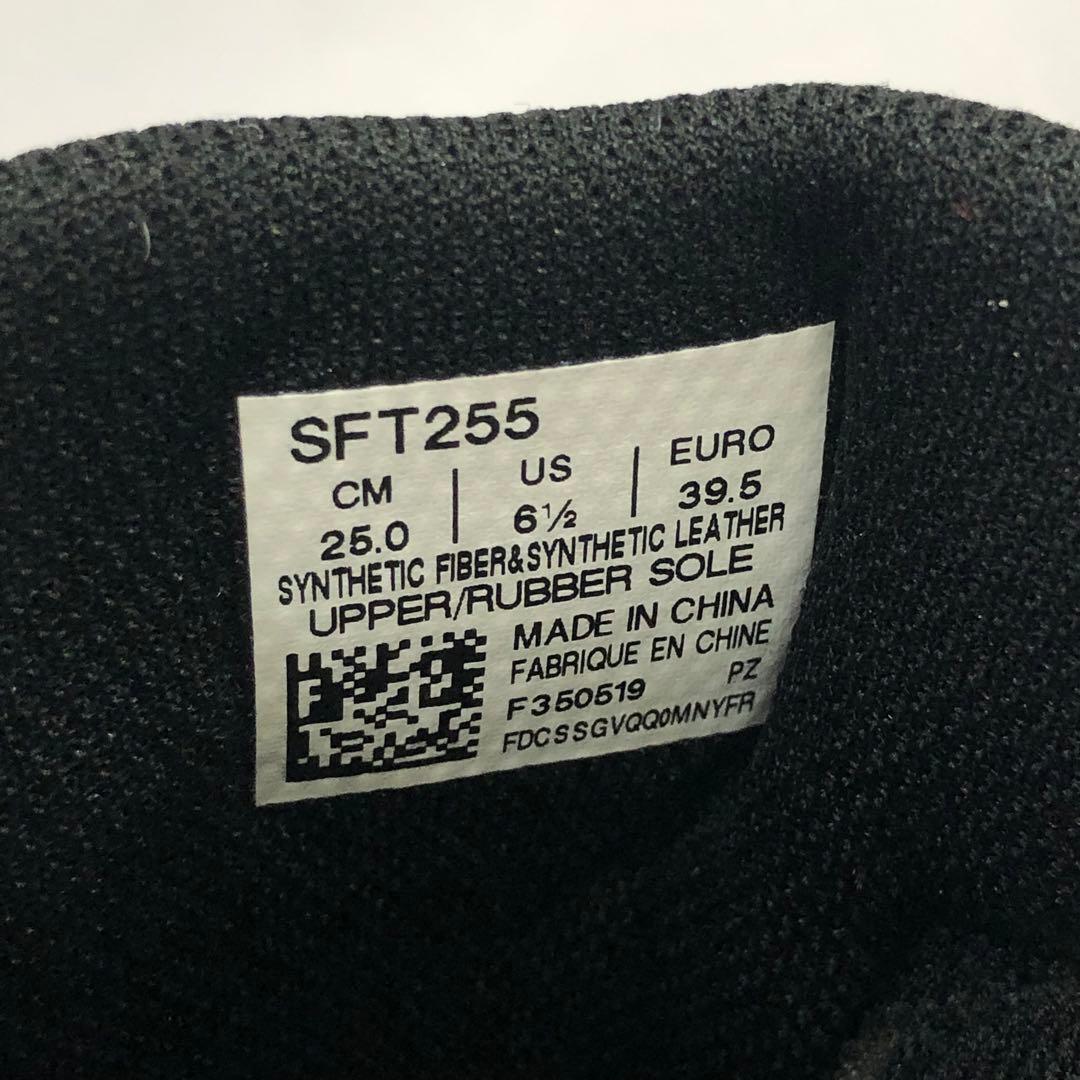 SFT255
CM | US | EURO
25.0 | 6½ | 39.5
SYNTHETIC FIBER&SYNTHETIC LEATHER
UPPER/RUBBER SOLE
MADE IN CHINA
FABRIQUE EN CHINE
F350519 PZ
FDCSSGVQQ0MNYFR